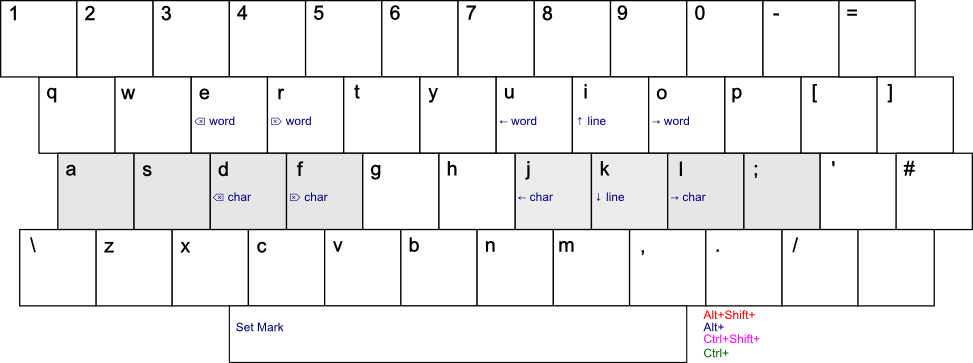 1 2 3 4 5 6 7 8 9 0 - =
q w e r t y u i o p [ ]
⌫ word ⌦ word ← word ↑ line → word
a s d f g h j k l ; ' #
⌫ char ⌦ char ← char ↓ line → char
\ z x c v b n m , . /
Set Mark
Alt+Shift+
Alt+
Ctrl+Shift+
Ctrl+